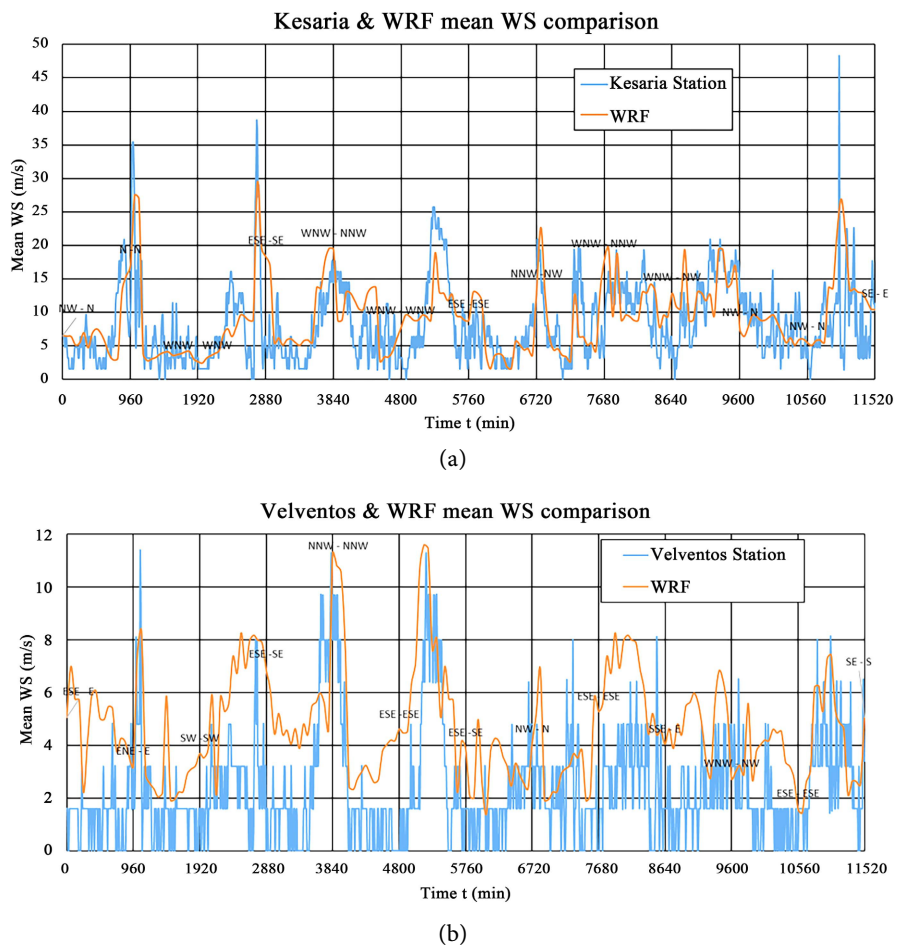 Kesaria & WRF mean WS comparison
50
45
40
35
30
25
20
15
10
5
0
Mean WS (m/s)
Kesaria Station
WRF
NW - N
N - N
WNW
WNW
ESE -SE
WNW - NNW
WNW
WNW
ESE -ESE
NNW -NW
WNW - NNW
WNW - NW
NW - N
NW - N
SE - E
0 960 1920 2880 3840 4800 5760 6720 7680 8640 9600 10560 11520
Time t (min)
(a)
Velventos & WRF mean WS comparison
12
10
8
6
4
2
0
Mean WS (m/s)
Velventos Station
WRF
ESE - E
ENE - E
SW -SW
ESE -SE
NNW - NNW
ESE -ESE
ESE -SE
NW - N
ESE - ESE
SSE - E
WNW - NW
ESE - ESE
SE - S
0 960 1920 2880 3840 4800 5760 6720 7680 8640 9600 10560 11520
Time t (min)
(b)